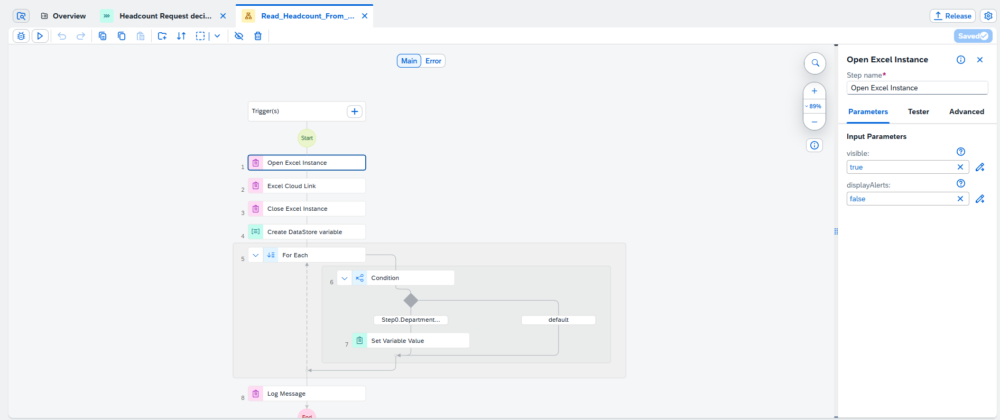 Overview
Headcount Request deci...
Read_Headcount_From_...
Release
Saved
Main
Error
Trigger(s)
Start
1
Open Excel Instance
2
Excel Cloud Link
3
Close Excel Instance
4
Create DataStore variable
5
For Each
6
Condition
Step0.Department...
default
7
Set Variable Value
8
Log Message
End
+
89%
−
Open Excel Instance
Step name*
Open Excel Instance
Parameters
Tester
Advanced
Input Parameters
visible:
true
displayAlerts:
false